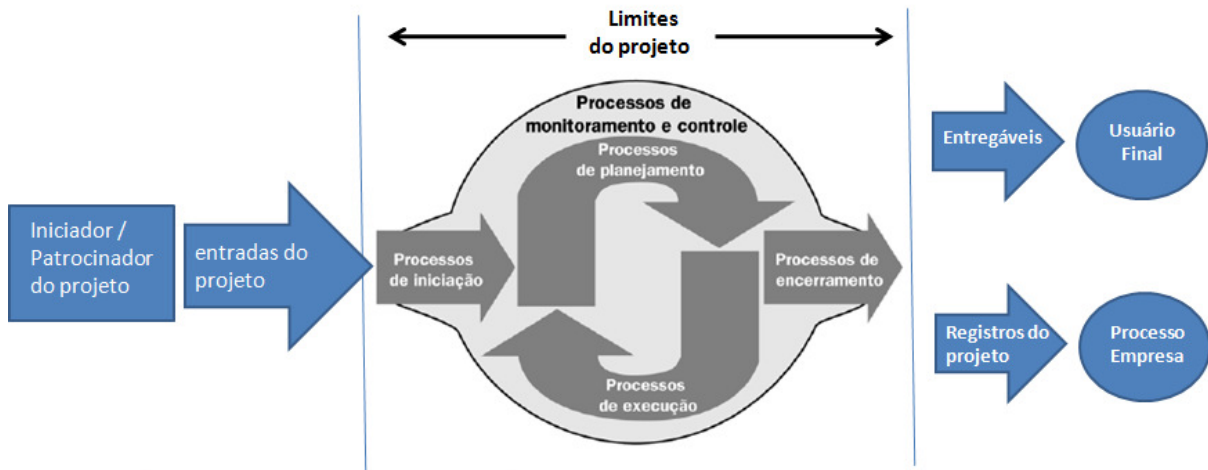 Limites
do projeto
Processos de
monitoramento e controle
Processos
de planejamento
Iniciador /
Patrocinador
do projeto
entradas do
projeto
Processos
de iniciação
Processos de
encerramento
Processos
de execução
Entregáveis
Usuário
Final
Registros do
projeto
Processo
Empresa